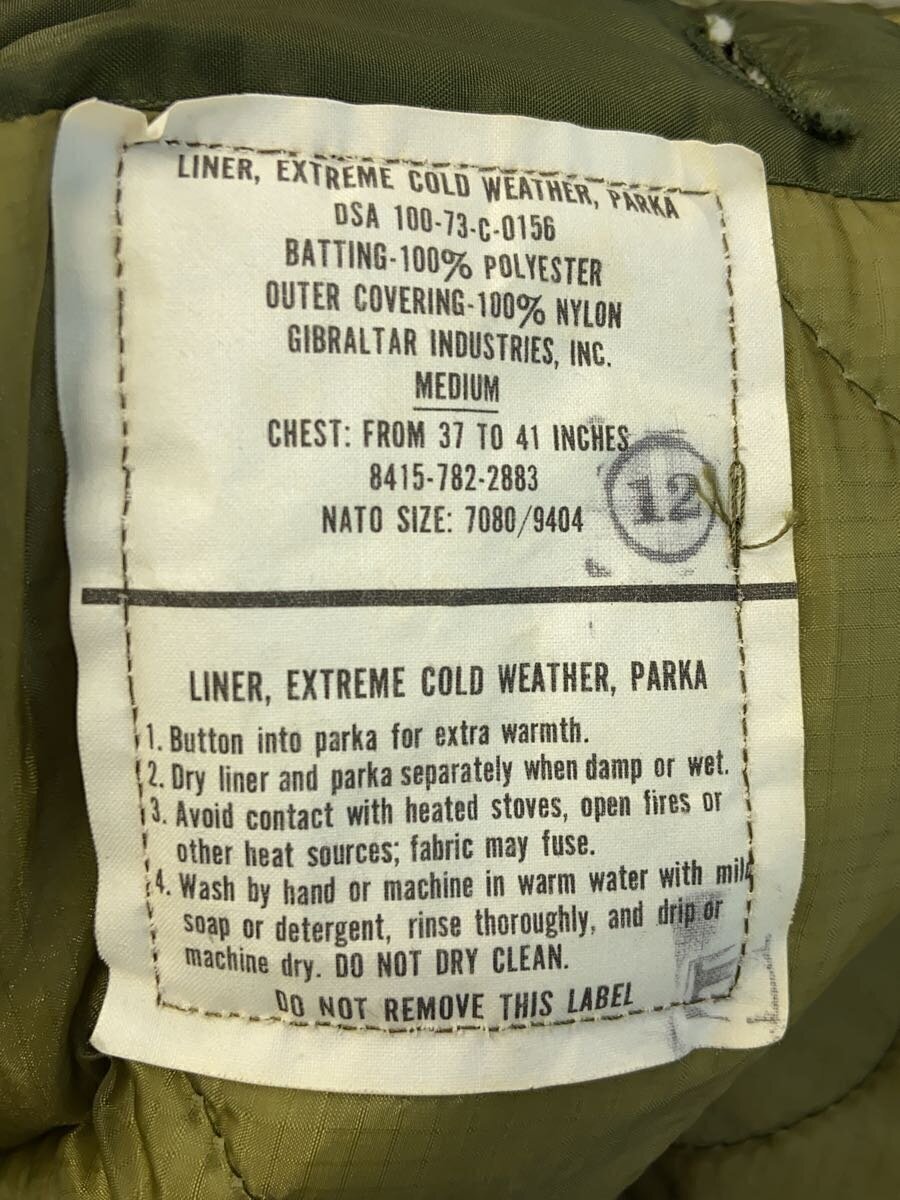 LINER, EXTREME COLD WEATHER, PARKA
DSA 100-73-C-0156
BATTING-100% POLYESTER
OUTER COVERING-100% NYLON
GIBRALTAR INDUSTRIES, INC.
MEDIUM
CHEST: FROM 37 TO 41 INCHES
8415-782-2883
NATO SIZE: 7080/9404
12
LINER, EXTREME COLD WEATHER, PARKA
1. Button into parka for extra warmth.
2. Dry liner and parka separately when damp or wet.
3. Avoid contact with heated stoves, open fires or
other heat sources; fabric may fuse.
4. Wash by hand or machine in warm water with mild
soap or detergent, rinse thoroughly, and drip or
machine dry. DO NOT DRY CLEAN.
DO NOT REMOVE THIS LABEL